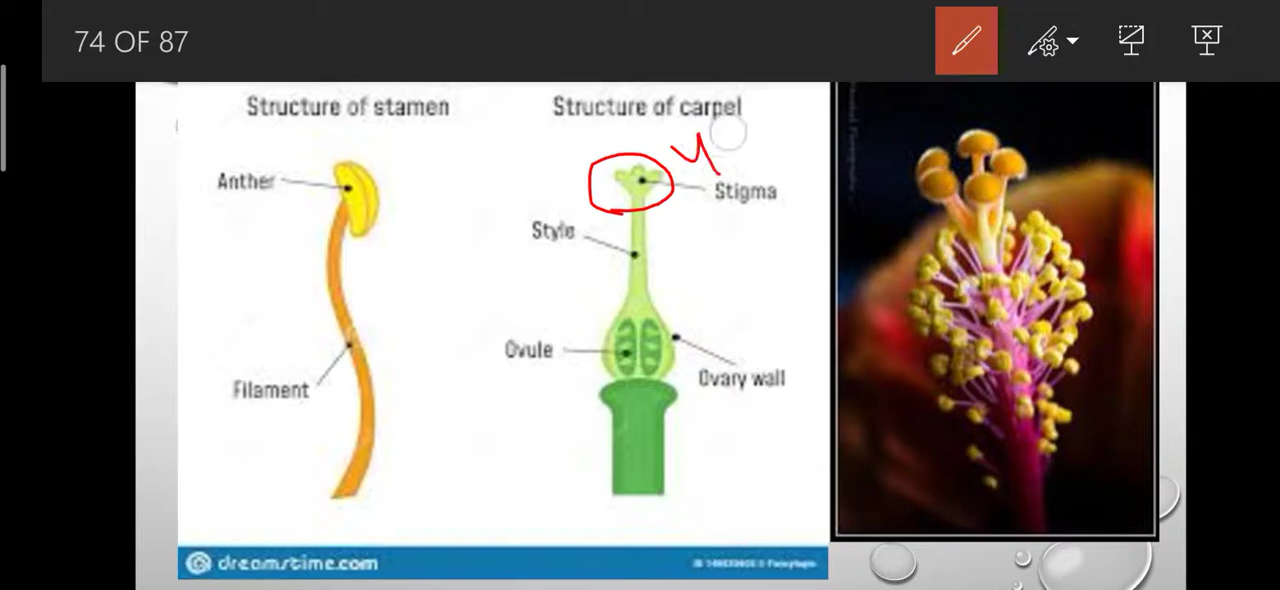 74 OF 87
Structure of stamen
Structure of carpel
Anther
Stigma
Style
Ovule
Ovary wall
Filament
dreamstime.com